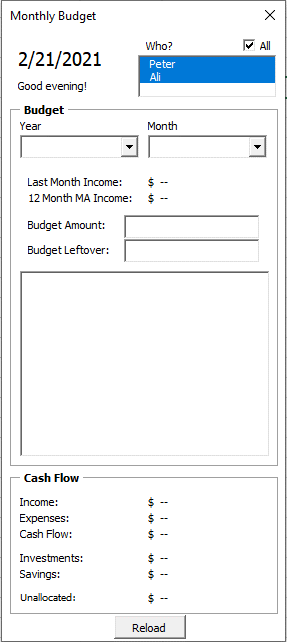 Monthly Budget
Who? All
2/21/2021
Peter
Ali
Good evening!
Budget
Year Month
Last Month Income: $ --
12 Month MA Income: $ --
Budget Amount:
Budget Leftover:
Cash Flow
Income: $ --
Expenses: $ --
Cash Flow: $ --
Investments: $ --
Savings: $ --
Unallocated: $ --
Reload